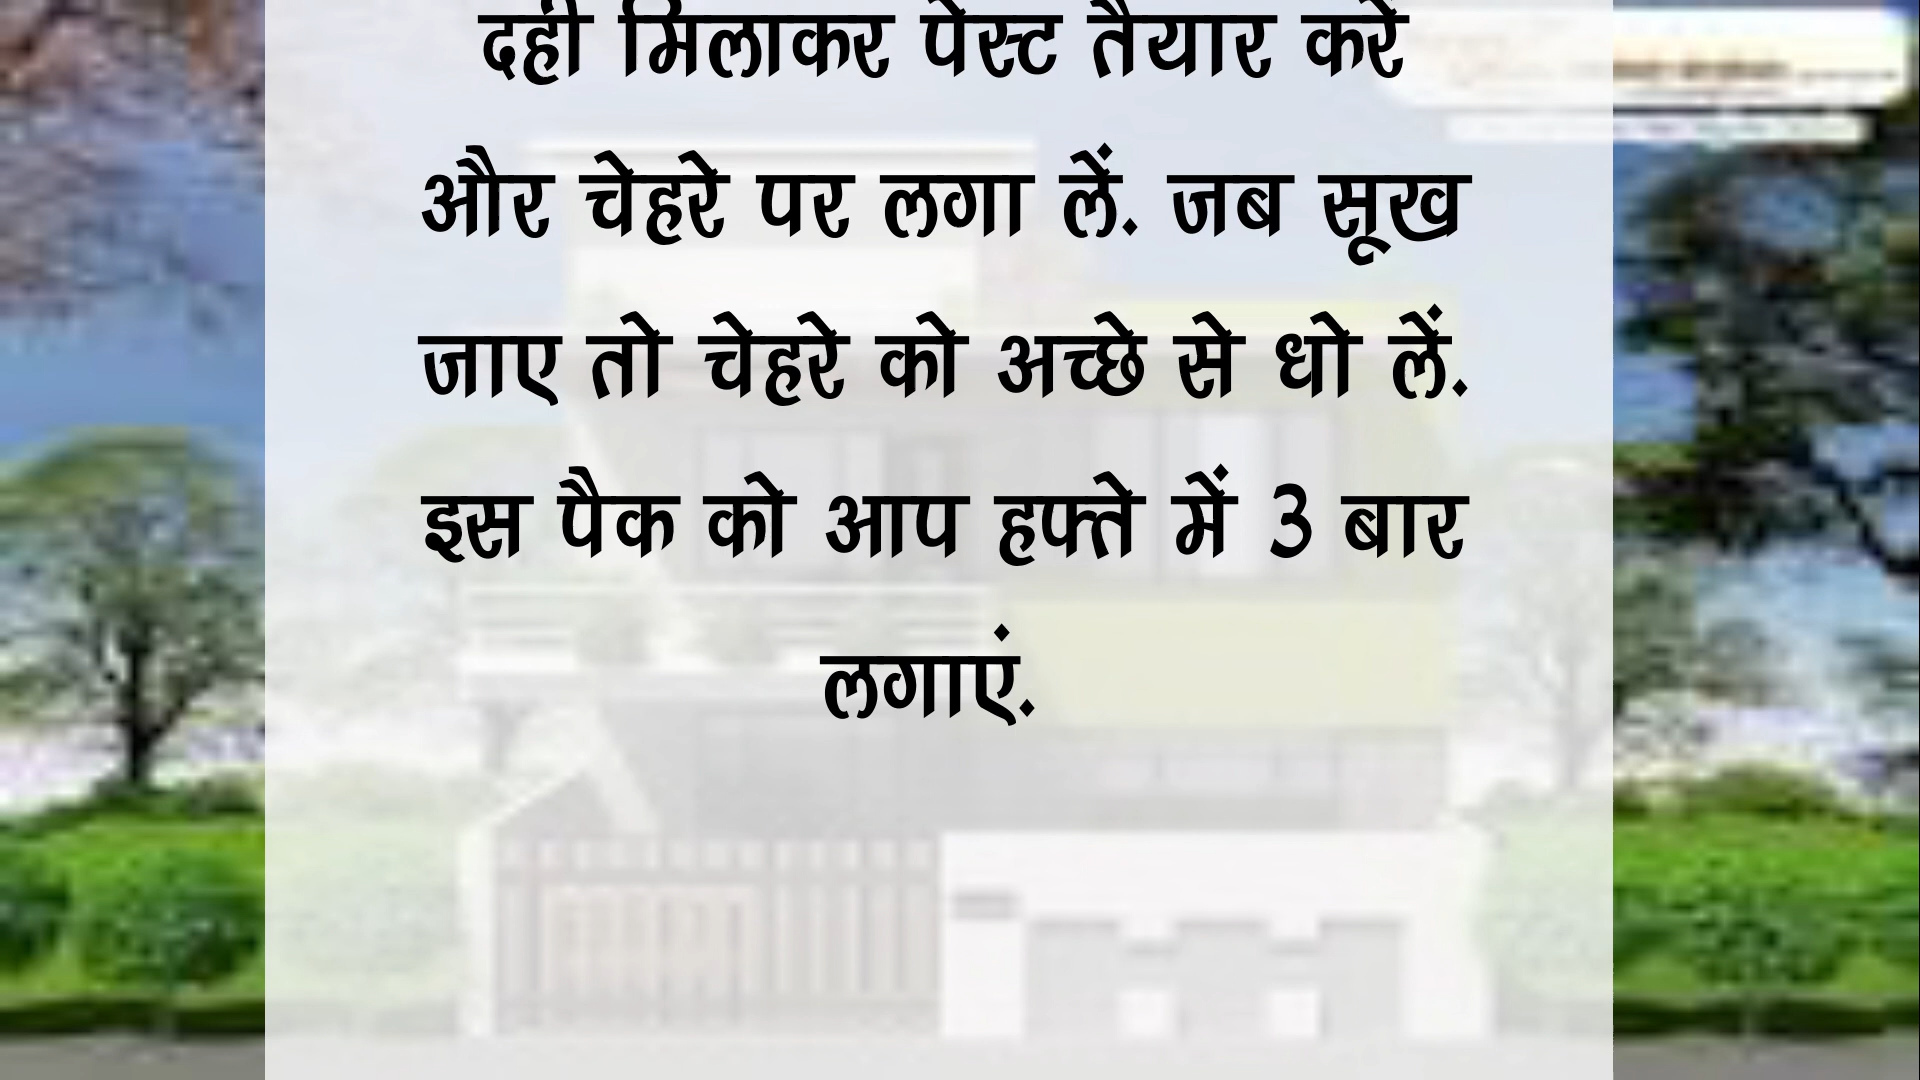 दही मिलाकर पेस्ट तैयार करें
और चेहरे पर लगा लें. जब सूख
जाए तो चेहरे को अच्छे से धो लें.
इस पैक को आप हफ्ते में 3 बार
लगाएं.